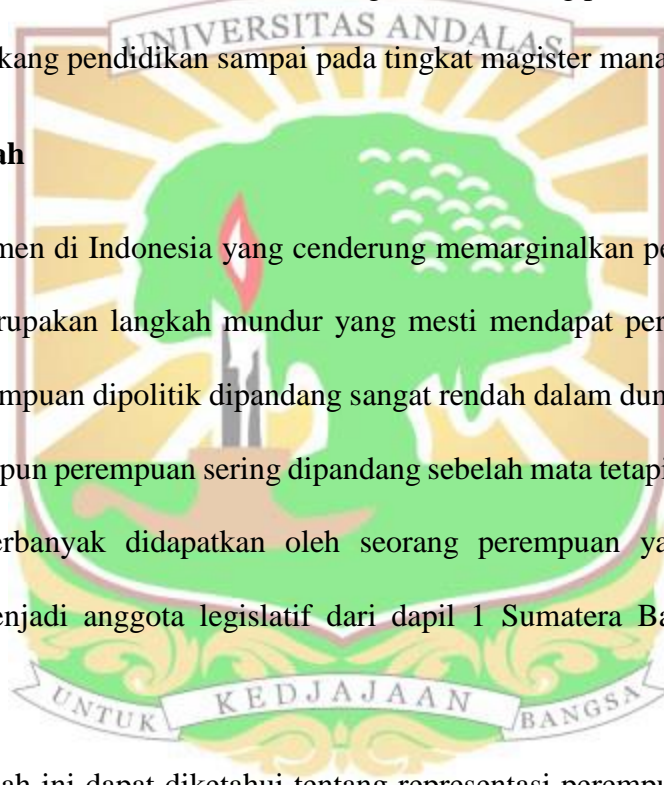 UNIVERSITAS ANDALAS
kang pendidikan sampai pada tingkat magister mana
ah
men di Indonesia yang cenderung memarginalkan pe
rupakan langkah mundur yang mesti mendapat per
mpuan dipolitik dipandang sangat rendah dalam dun
pun perempuan sering dipandang sebelah mata tetapi
erbanyak didapatkan oleh seorang perempuan ya
enjadi anggota legislatif dari dapil 1 Sumatera Ba
UNTUK KEDJAJAAN BANGSA
lah ini dapat diketahui tentang representasi perempu